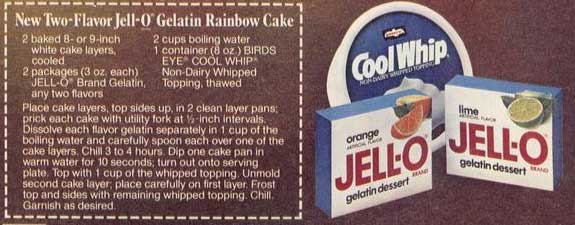 New Two-Flavor Jell-O® Gelatin Rainbow Cake
2 baked 8- or 9-inch
white cake layers,
cooled
2 packages (3 oz. each)
JELL-O® Brand Gelatin,
any two flavors
2 cups boiling water
1 container (8 oz.) BIRDS
EYE® COOL WHIP®
Non-Dairy Whipped
Topping, thawed
Place cake layers, top sides up, in 2 clean layer pans;
prick each cake with utility fork at ½-inch intervals.
Dissolve each flavor gelatin separately in 1 cup of the
boiling water and carefully spoon each over one of the
cake layers. Chill 3 to 4 hours. Dip one cake pan in
warm water for 10 seconds; turn out onto serving
plate. Top with 1 cup of the whipped topping. Unmold
second cake layer; place carefully on first layer. Frost
top and sides with remaining whipped topping. Chill.
Garnish as desired.
Cool Whip
NON-DAIRY WHIPPED TOPPING
orange
ARTIFICIAL FLAVOR
JELL-O
BRAND
gelatin dessert
lime
ARTIFICIAL FLAVOR
JELL-O
BRAND
gelatin dessert